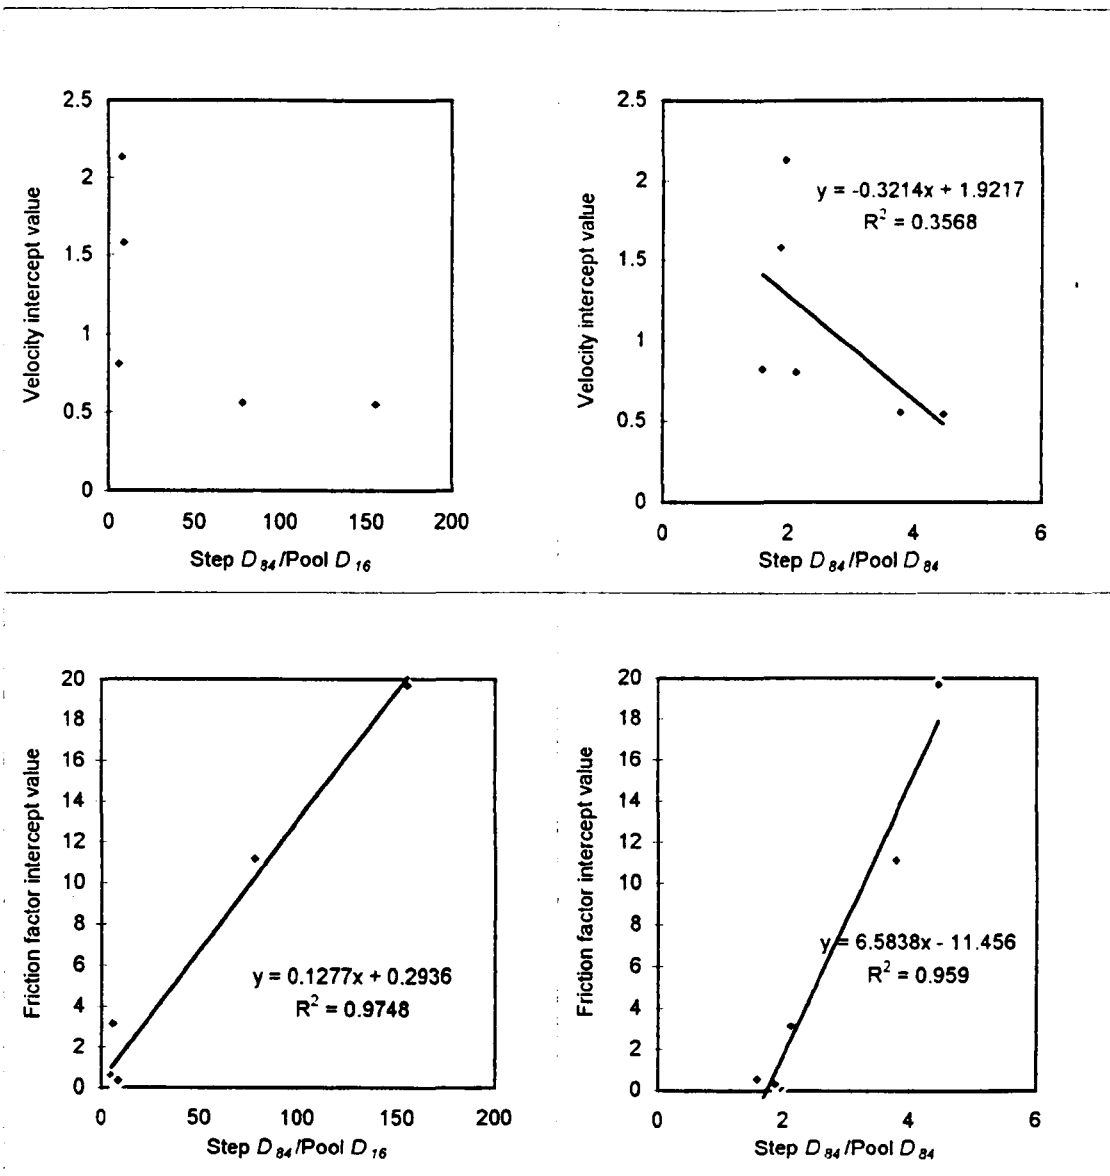 2.5
2
1.5
1
0.5
0
0 50 100 150 200
Velocity intercept value
Step D84/Pool D16
2.5
2
1.5
1
0.5
0
0 2 4 6
Velocity intercept value
y = -0.3214x + 1.9217
R² = 0.3568
Step D84/Pool D84
20
18
16
14
12
10
8
6
4
2
0
0 50 100 150 200
Friction factor intercept value
y = 0.1277x + 0.2936
R² = 0.9748
Step D84/Pool D16
20
18
16
14
12
10
8
6
4
2
0
0 2 4 6
Friction factor intercept value
y = 6.5838x - 11.456
R² = 0.959
Step D84/Pool D84